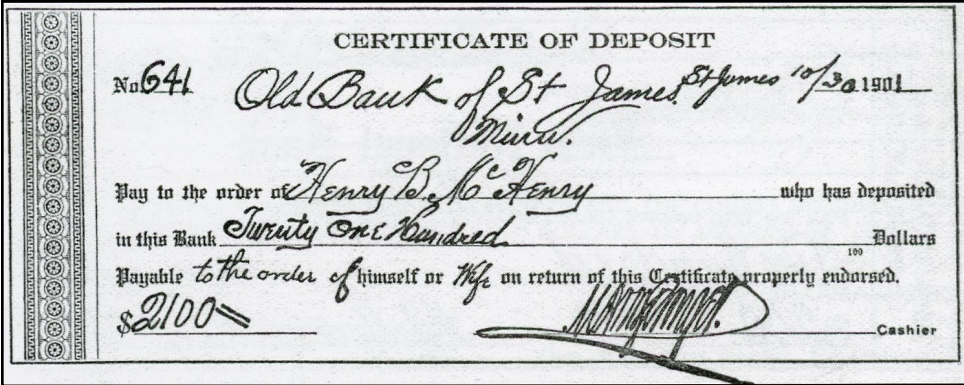 CERTIFICATE OF DEPOSIT
No. 641 Old Bank of St James St James 10/30 1901
Minn.
Pay to the order of Henry B. McHenry who has deposited
in this Bank Twenty One Hundred Dollars
100
Payable to the order of himself or Wife on return of this Certificate properly endorsed.
$2100 Cashier